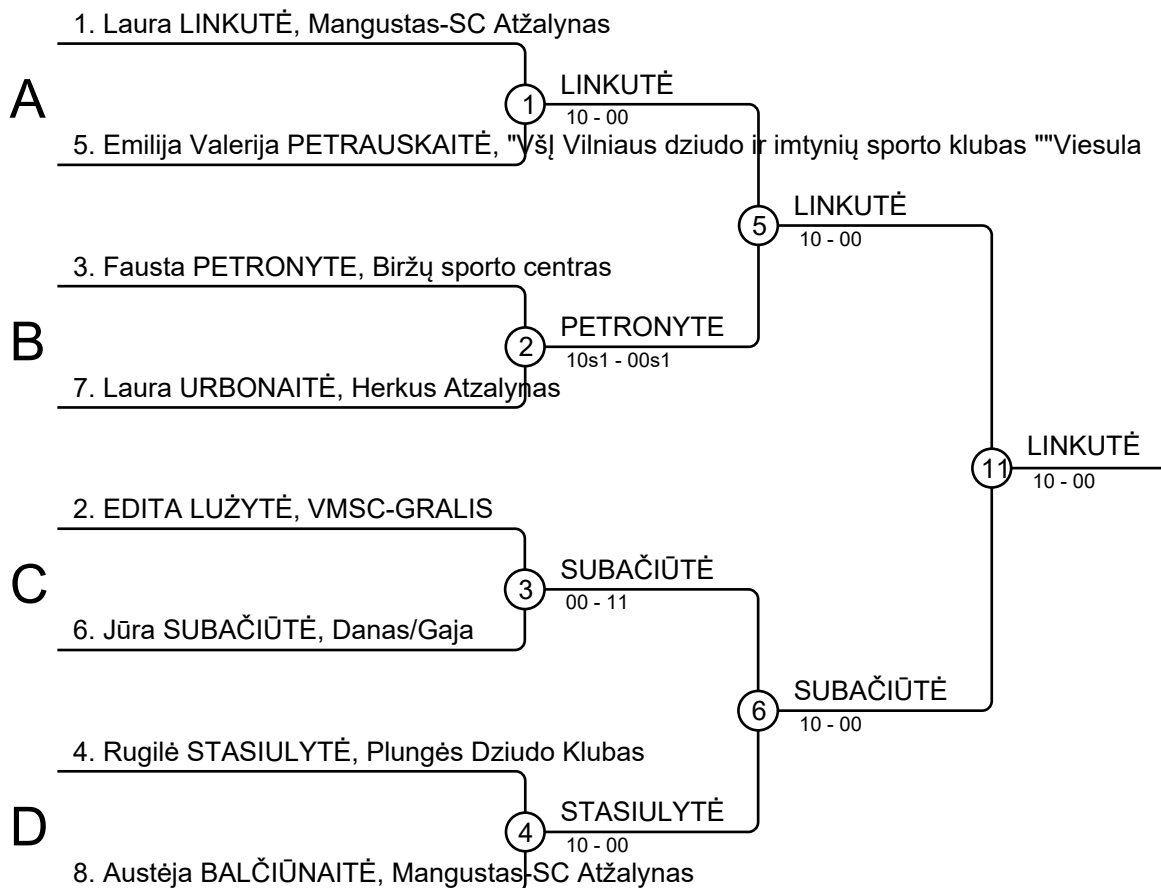 1. Laura LINKUTĖ, Mangustas-SC Atžalynas
A
1
LINKUTĖ
10 - 00
5. Emilija Valerija PETRAUSKAITĖ, "VšĮ Vilniaus dziudo ir imtynių sporto klubas ""Viesula
5
LINKUTĖ
10 - 00
3. Fausta PETRONYTE, Biržų sporto centras
B
2
PETRONYTE
10s1 - 00s1
7. Laura URBONAITĖ, Herkus Atzalynas
11
LINKUTĖ
10 - 00
2. EDITA LUŻYTĖ, VMSC-GRALIS
C
3
SUBAČIŪTĖ
00 - 11
6. Jūra SUBAČIŪTĖ, Danas/Gaja
6
SUBAČIŪTĖ
10 - 00
4. Rugilė STASIULYTĖ, Plungės Dziudo Klubas
D
4
STASIULYTĖ
10 - 00
8. Austėja BALČIŪNAITĖ, Mangustas-SC Atžalynas